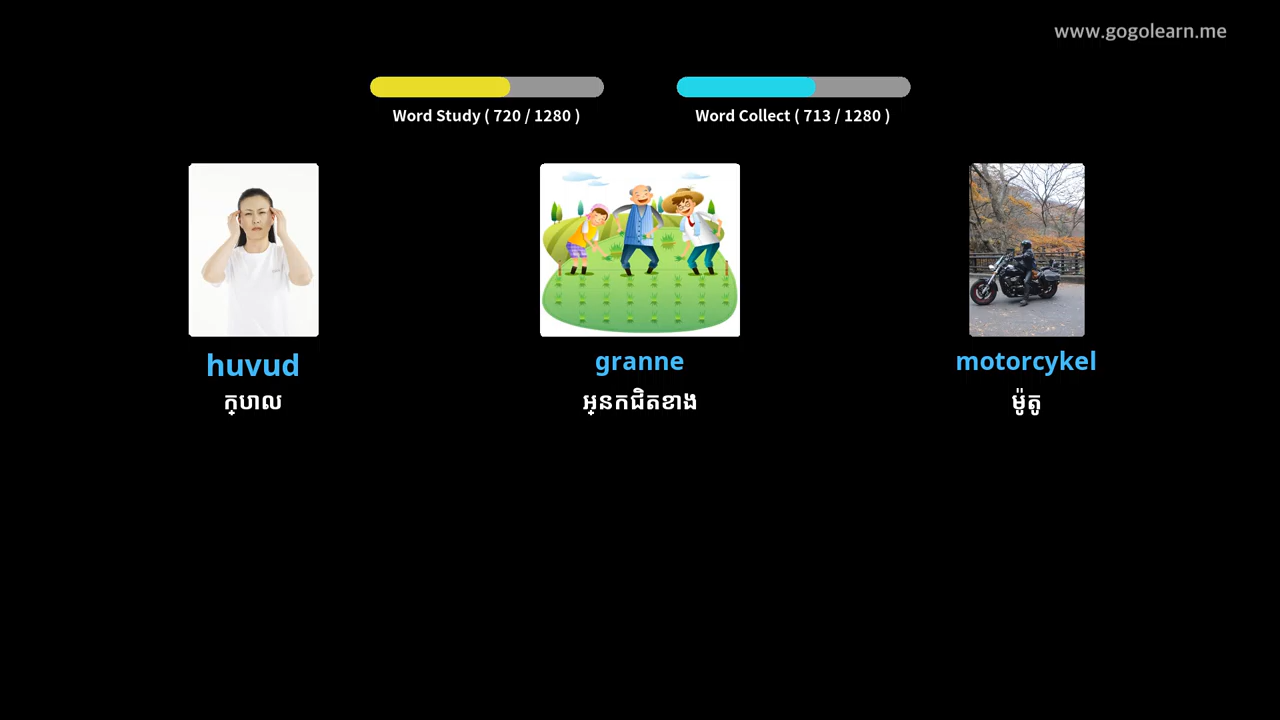 www.gogolearn.me
Word Study ( 720 / 1280 )
Word Collect ( 713 / 1280 )
huvud
granne
motorcykel
ក្បាល
អ្នកជិតខាង
ម៉ូតូ